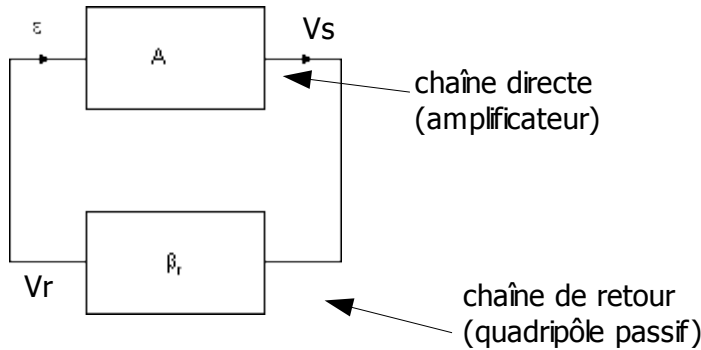 ε
Vs
A
chaîne directe
(amplificateur)
βr
Vr
chaîne de retour
(quadripôle passif)